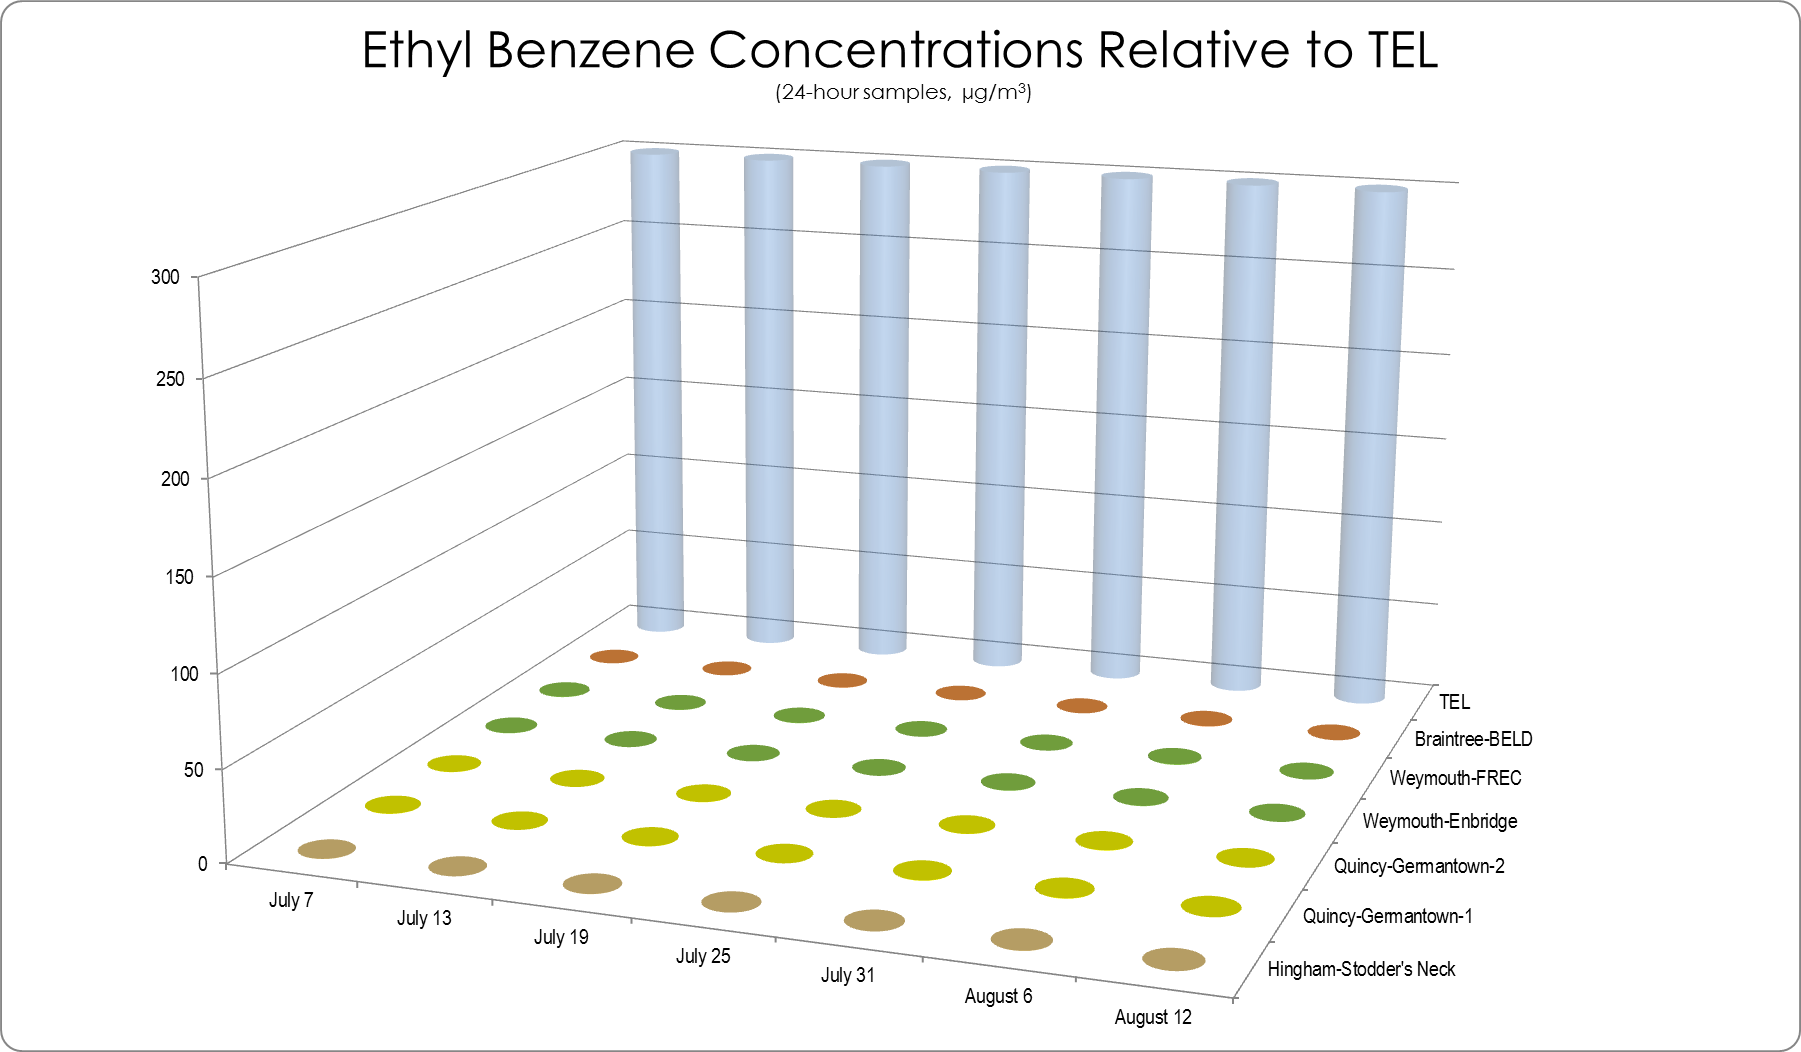 Ethyl Benzene Concentrations Relative to TEL
(24-hour samples, µg/m³)
300
250
200
150
100
50
0
July 7
July 13
July 19
July 25
July 31
August 6
August 12
TEL
Braintree-BELD
Weymouth-FREC
Weymouth-Enbridge
Quincy-Germantown-2
Quincy-Germantown-1
Hingham-Stodder's Neck